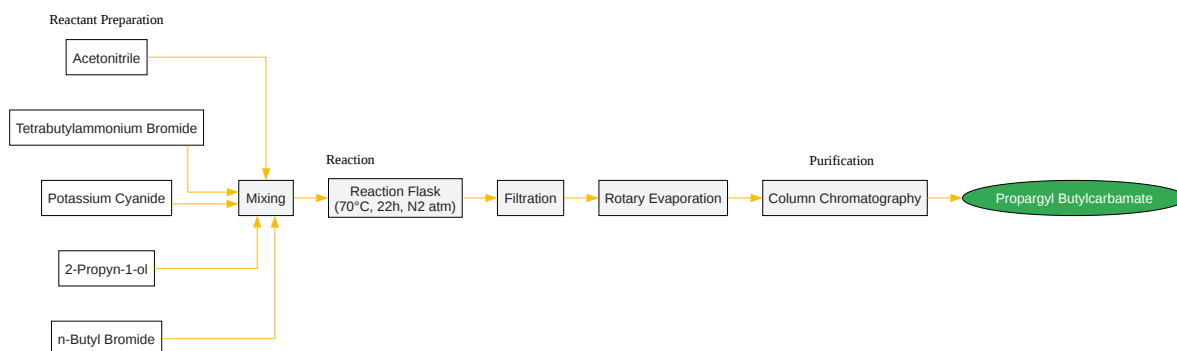 Reactant Preparation
Acetonitrile
Tetrabutylammonium Bromide
Potassium Cyanide
2-Propyn-1-ol
n-Butyl Bromide
Mixing
Reaction
Reaction Flask
(70°C, 22h, N2 atm)
Filtration
Rotary Evaporation
Purification
Column Chromatography
Propargyl Butylcarbamate